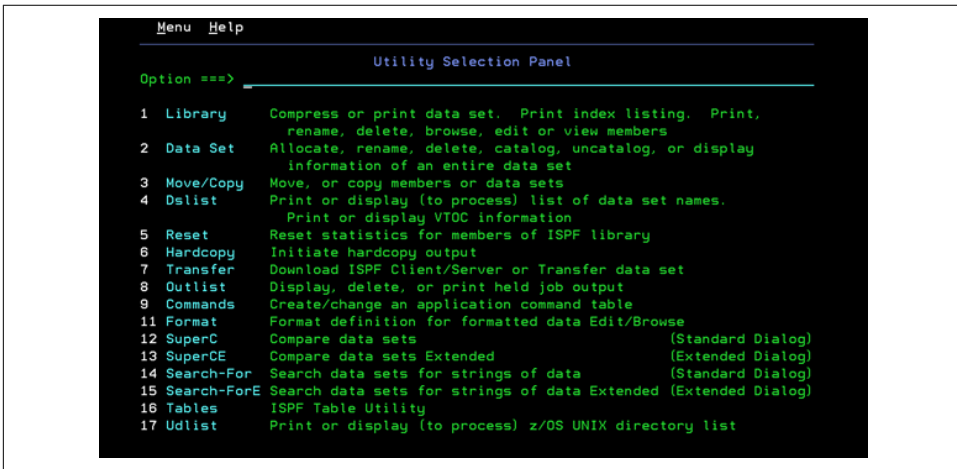 Menu Help
Utility Selection Panel
Option ===>
1 Library Compress or print data set. Print index listing. Print,
rename, delete, browse, edit or view members
2 Data Set Allocate, rename, delete, catalog, uncatalog, or display
information of an entire data set
3 Move/Copy Move, or copy members or data sets
4 Dslist Print or display (to process) list of data set names.
Print or display VTOC information
5 Reset Reset statistics for members of ISPF library
6 Hardcopy Initiate hardcopy output
7 Transfer Download ISPF Client/Server or Transfer data set
8 Outlist Display, delete, or print held job output
9 Commands Create/change an application command table
11 Format Format definition for formatted data Edit/Browse
12 SuperC Compare data sets (Standard Dialog)
13 SuperCE Compare data sets Extended (Extended Dialog)
14 Search-For Search data sets for strings of data (Standard Dialog)
15 Search-ForE Search data sets for strings of data Extended (Extended Dialog)
16 Tables ISPF Table Utility
17 Udlist Print or display (to process) z/OS UNIX directory list